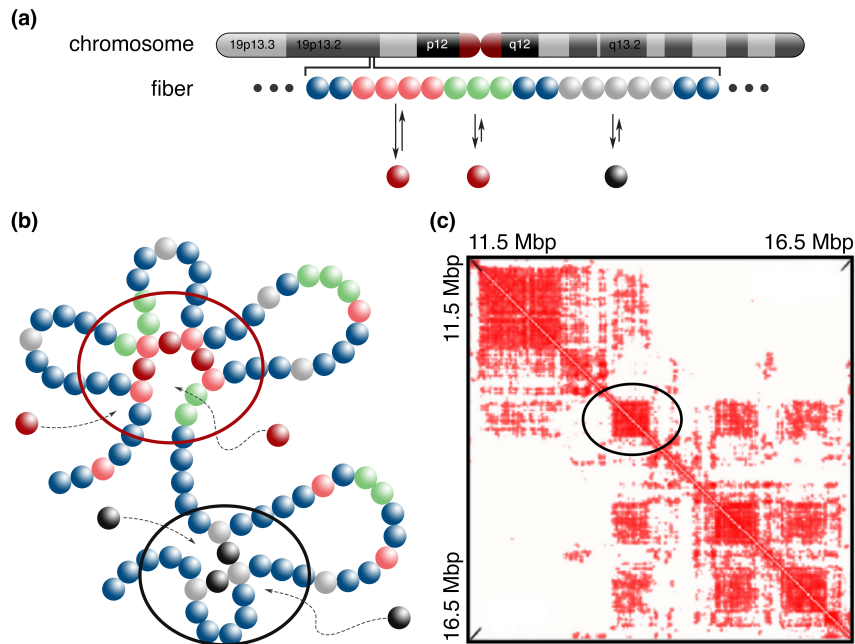 (a)
chromosome
19p13.3
19p13.2
p12
q12
q13.2
fiber
(b)
(c)
11.5 Mbp
16.5 Mbp
11.5 Mbp
16.5 Mbp